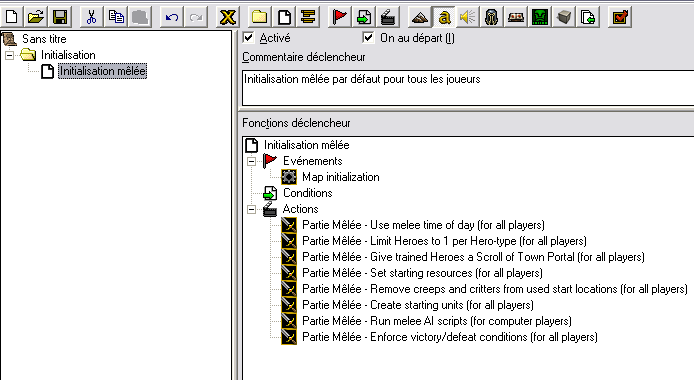 Sans titre
Initialisation
Initialisation mêlée
Activé
On au départ (I)
Commentaire déclencheur
Initialisation mêlée par défaut pour tous les joueurs
Fonctions déclencheur
Initialisation mêlée
Evénements
Map initialization
Conditions
Actions
Partie Mêlée - Use melee time of day (for all players)
Partie Mêlée - Limit Heroes to 1 per Hero-type (for all players)
Partie Mêlée - Give trained Heroes a Scroll of Town Portal (for all players)
Partie Mêlée - Set starting resources (for all players)
Partie Mêlée - Remove creeps and critters from used start locations (for all players)
Partie Mêlée - Create starting units (for all players)
Partie Mêlée - Run melee AI scripts (for computer players)
Partie Mêlée - Enforce victory/defeat conditions (for all players)